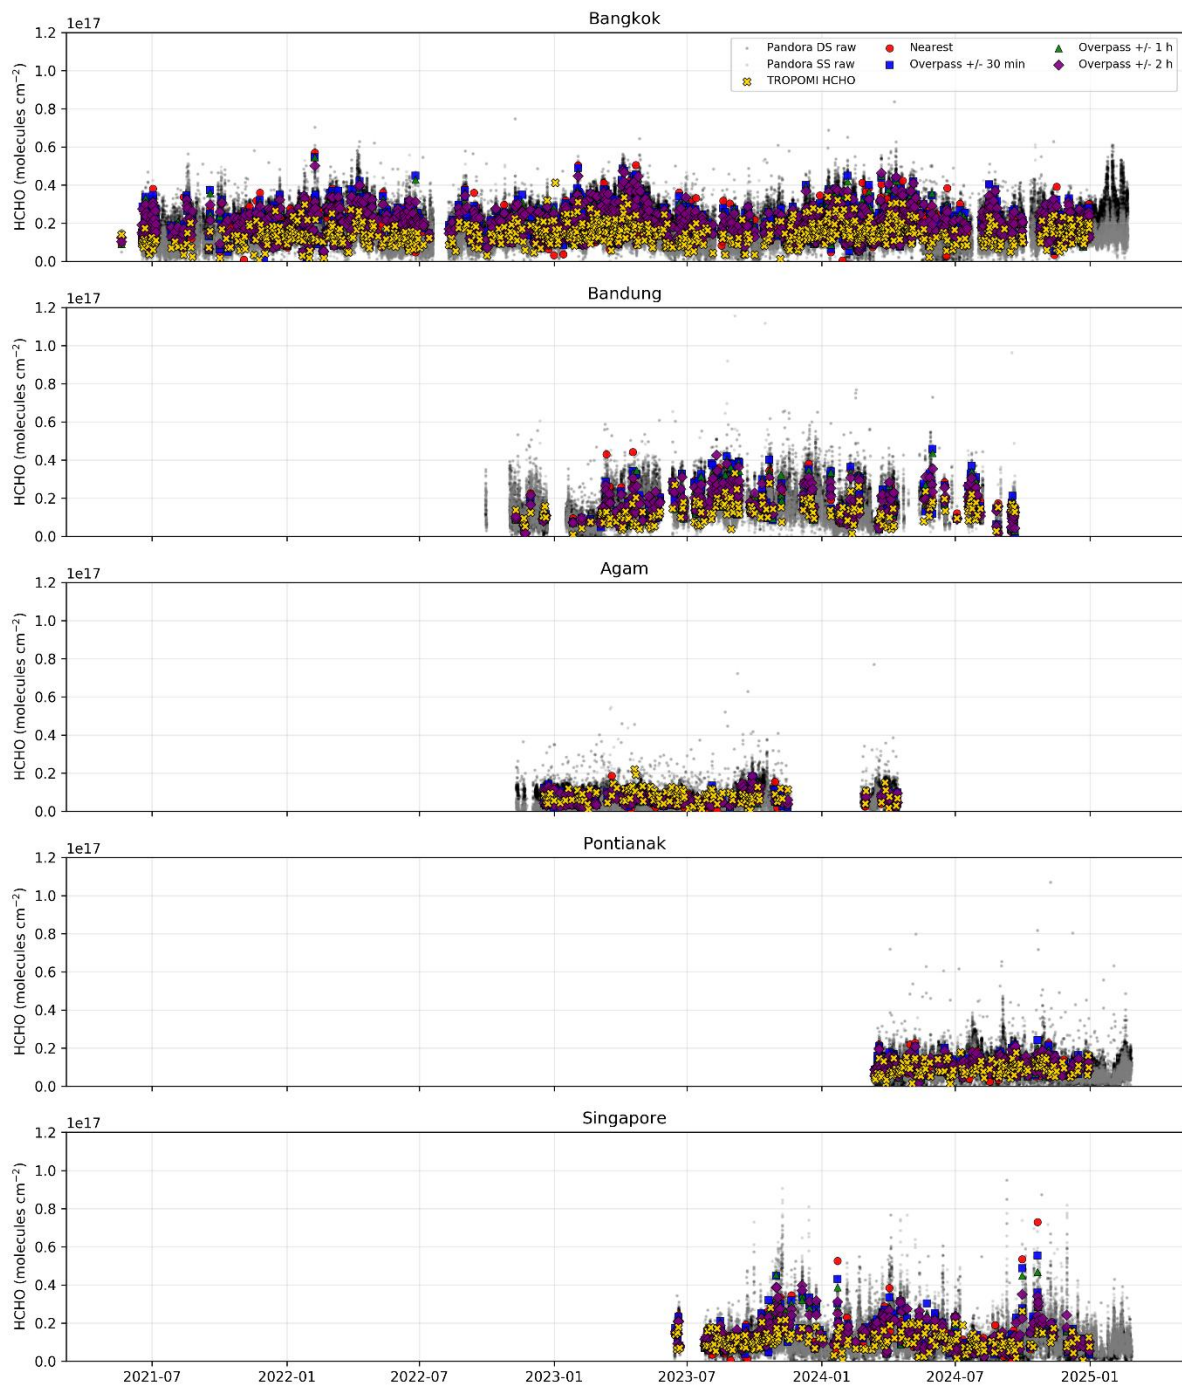 Bangkok
1e17
1.2
1.0
0.8
0.6
0.4
0.2
0.0
HCHO (molecules cm⁻²)
Pandora DS raw
Pandora SS raw
TROPOMI HCHO
Nearest
Overpass +/- 30 min
Overpass +/- 1 h
Overpass +/- 2 h
Bandung
1e17
1.2
1.0
0.8
0.6
0.4
0.2
0.0
HCHO (molecules cm⁻²)
Agam
1e17
1.2
1.0
0.8
0.6
0.4
0.2
0.0
HCHO (molecules cm⁻²)
Pontianak
1e17
1.2
1.0
0.8
0.6
0.4
0.2
0.0
HCHO (molecules cm⁻²)
Singapore
1e17
1.2
1.0
0.8
0.6
0.4
0.2
0.0
HCHO (molecules cm⁻²)
2021-07 2022-01 2022-07 2023-01 2023-07 2024-01 2024-07 2025-01